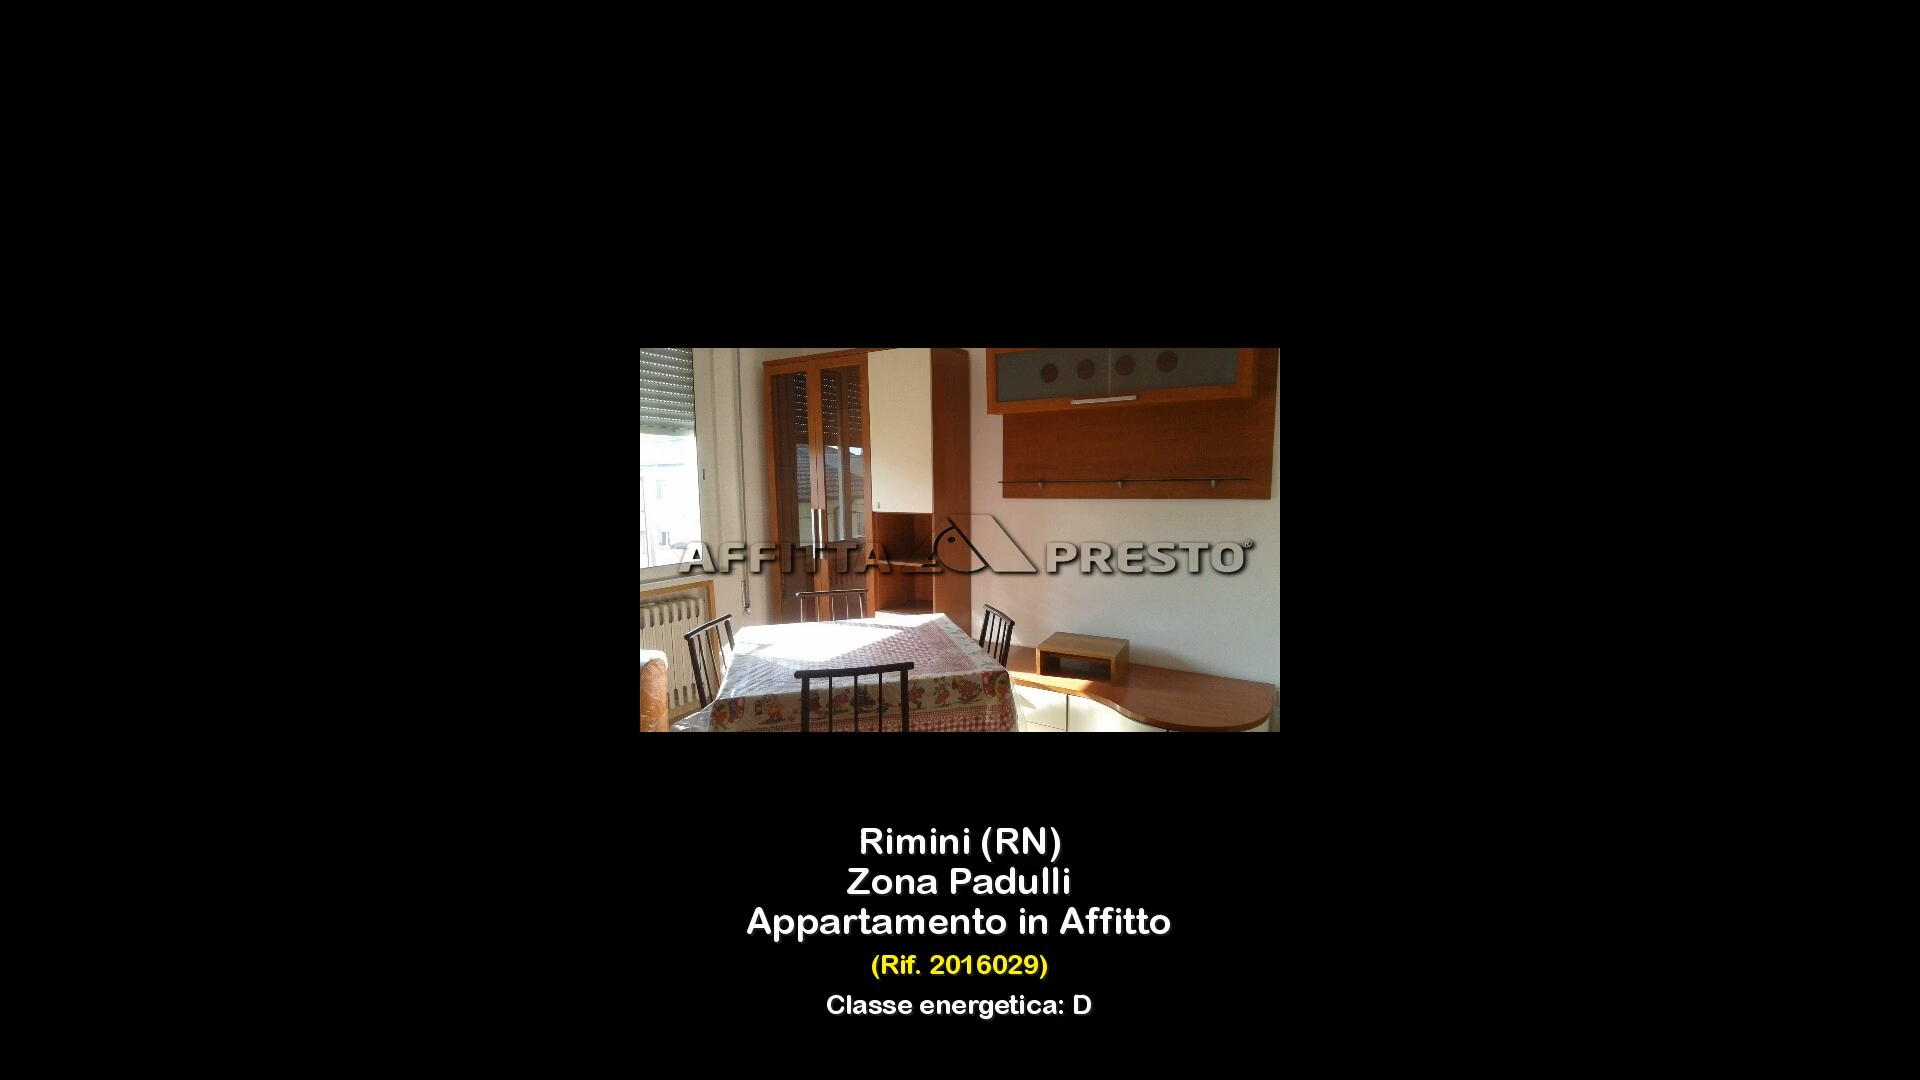 AFFITTA PRESTO®
Rimini (RN)
Zona Padulli
Appartamento in Affitto
(Rif. 2016029)
Classe energetica: D